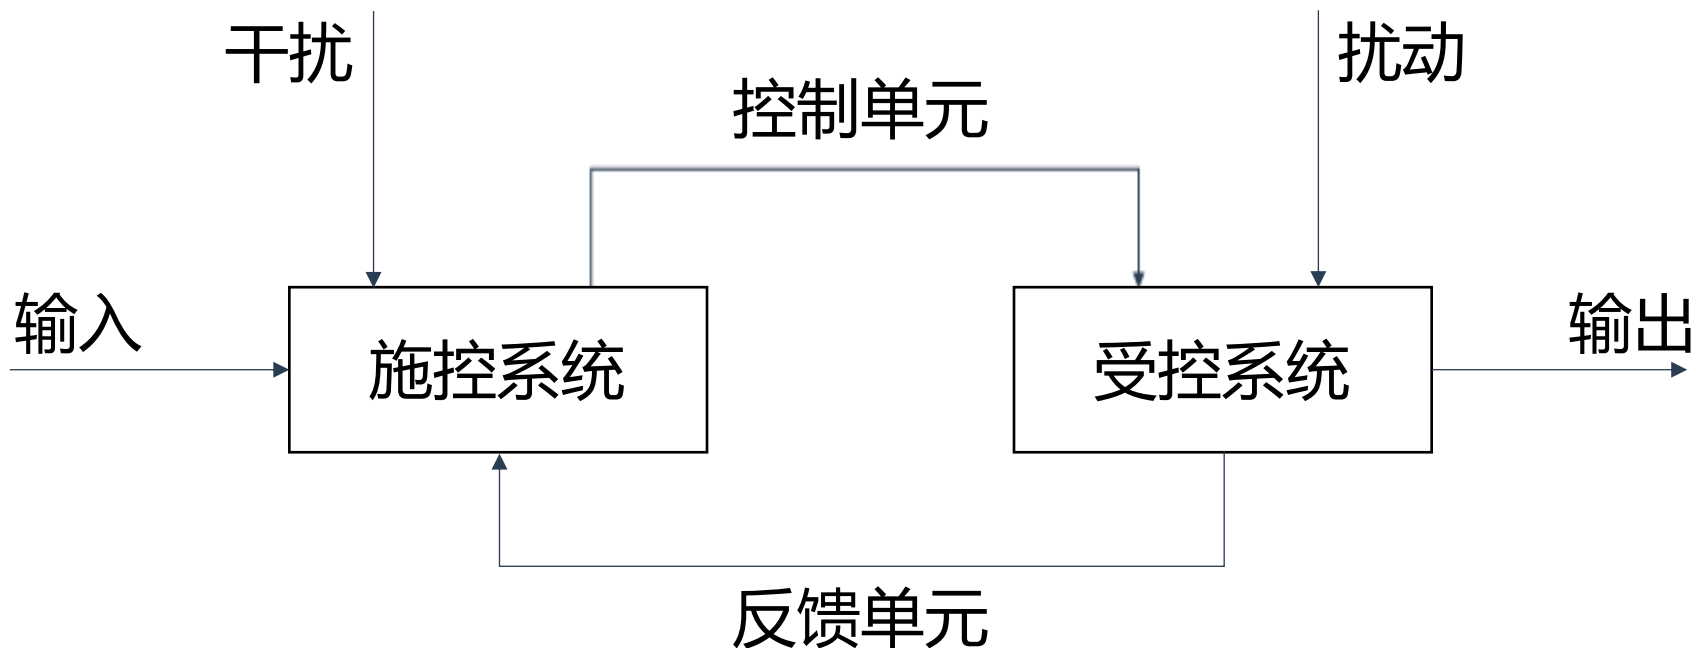 干扰
扰动
控制单元
输入
输出
施控系统
受控系统
反馈单元